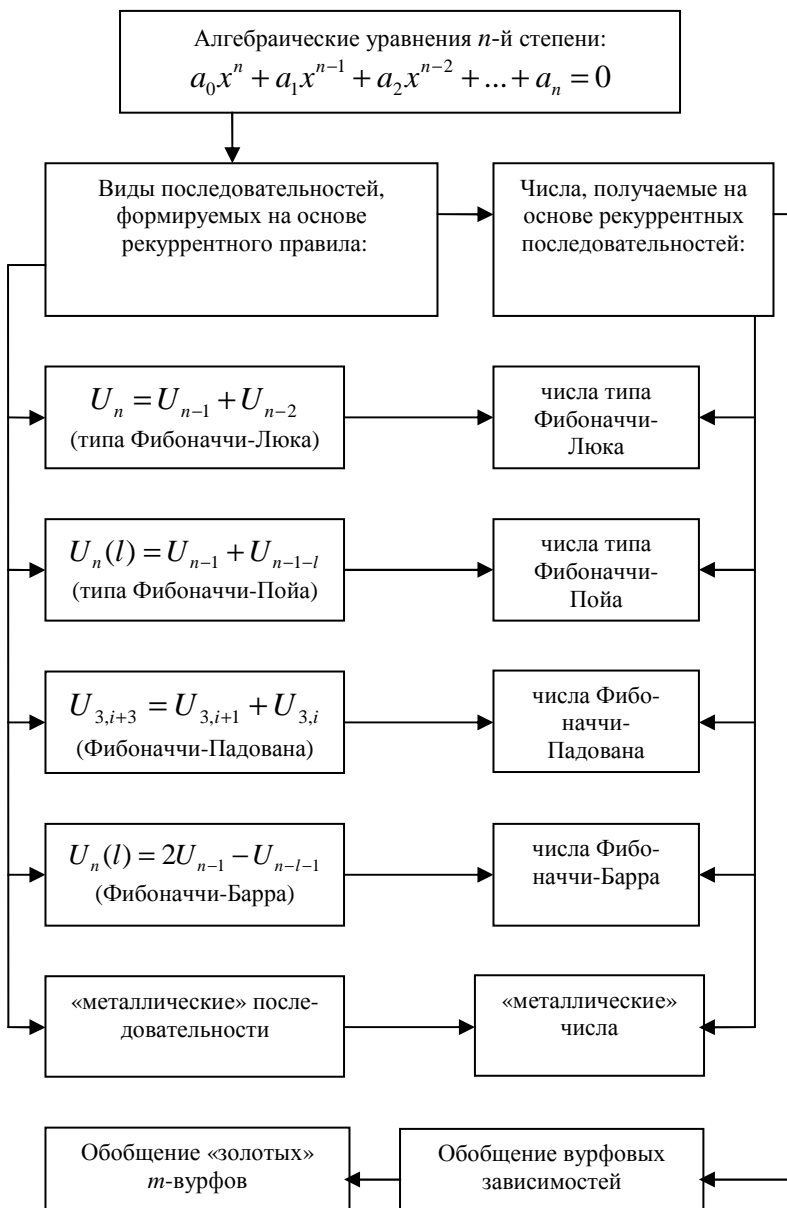 Алгебраические уравнения n-й степени:
a₀xⁿ + a₁xⁿ⁻¹ + a₂xⁿ⁻² + ... + aₙ = 0
Виды последовательностей,
формируемых на основе
рекуррентного правила:
Числа, получаемые на
основе рекуррентных
последовательностей:
Uₙ = Uₙ₋₁ + Uₙ₋₂
(типа Фибоначчи-Люка)
числа типа
Фибоначчи-
Люка
Uₙ(l) = Uₙ₋₁ + Uₙ₋₁₋ₗ
(типа Фибоначчи-Пойа)
числа типа
Фибоначчи-
Пойа
U₃,ᵢ₊₃ = U₃,ᵢ₊₁ + U₃,ᵢ
(Фибоначчи-Падована)
числа Фибо-
наччи-
Падована
Uₙ(l) = 2Uₙ₋₁ − Uₙ₋ₗ₋₁
(Фибоначчи-Барра)
числа Фибо-
наччи-Барра
«металлические» после-
довательности
«металлические»
числа
Обобщение «золотых»
m-вурфов
Обобщение вурфовых
зависимостей